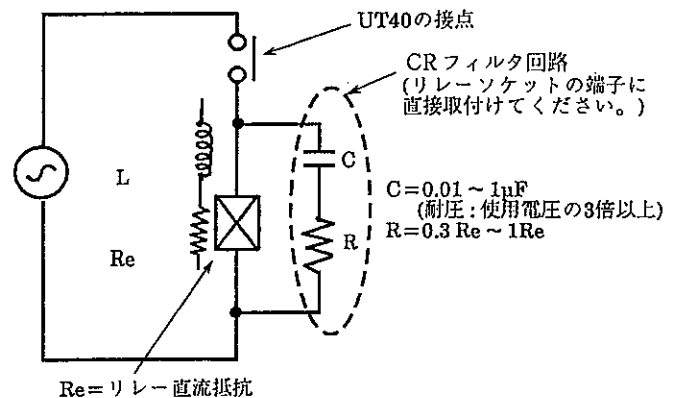 UT40の接点
CRフィルタ回路
(リレーソケットの端子に
直接取付けてください。)
C
L
C=0.01～1μF
(耐圧:使用電圧の3倍以上)
R
R=0.3 Re～1Re
Re
Re=リレー直流抵抗